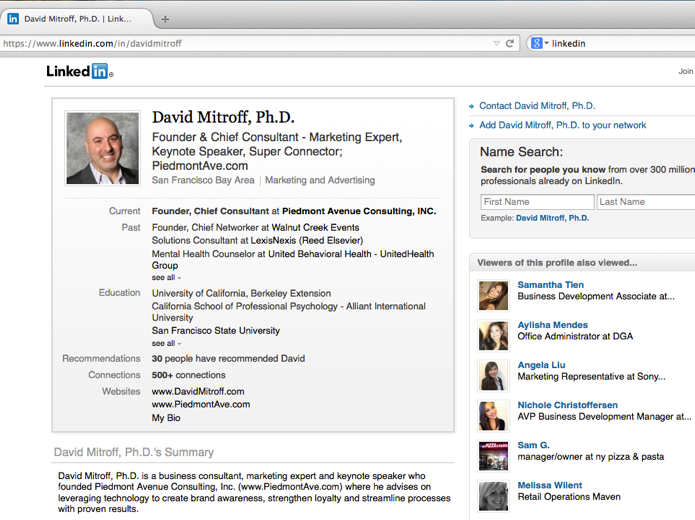 David Mitroff, Ph.D. | Link...
https://www.linkedin.com/in/davidmitroff
linkedin
Linked in
Join
David Mitroff, Ph.D.
Founder & Chief Consultant - Marketing Expert,
Keynote Speaker, Super Connector;
PiedmontAve.com
San Francisco Bay Area | Marketing and Advertising
Current Founder, Chief Consultant at Piedmont Avenue Consulting, INC.
Past Founder, Chief Networker at Walnut Creek Events
Solutions Consultant at LexisNexis (Reed Elsevier)
Mental Health Counselor at United Behavioral Health - UnitedHealth
Group
see all
Education University of California, Berkeley Extension
California School of Professional Psychology - Alliant International
University
San Francisco State University
see all
Recommendations 30 people have recommended David
Connections 500+ connections
Websites www.DavidMitroff.com
www.PiedmontAve.com
My Bio
David Mitroff, Ph.D.'s Summary
David Mitroff, Ph.D. is a business consultant, marketing expert and keynote speaker who
founded Piedmont Avenue Consulting, Inc. (www.PiedmontAve.com) where he advises on
leveraging technology to create brand awareness, strengthen loyalty and streamline processes
with proven results.
Contact David Mitroff, Ph.D.
Add David Mitroff, Ph.D. to your network
Name Search:
Search for people you know from over 300 million
professionals already on LinkedIn.
First Name Last Name
Example: David Mitroff, Ph.D.
Viewers of this profile also viewed...
Samantha Tien
Business Development Associate at...
Aylisha Mendes
Office Administrator at DGA
Angela Liu
Marketing Representative at Sony...
Nichole Christoffersen
AVP Business Development Manager at...
Sam G.
manager/owner at ny pizza & pasta
Melissa Wilent
Retail Operations Maven